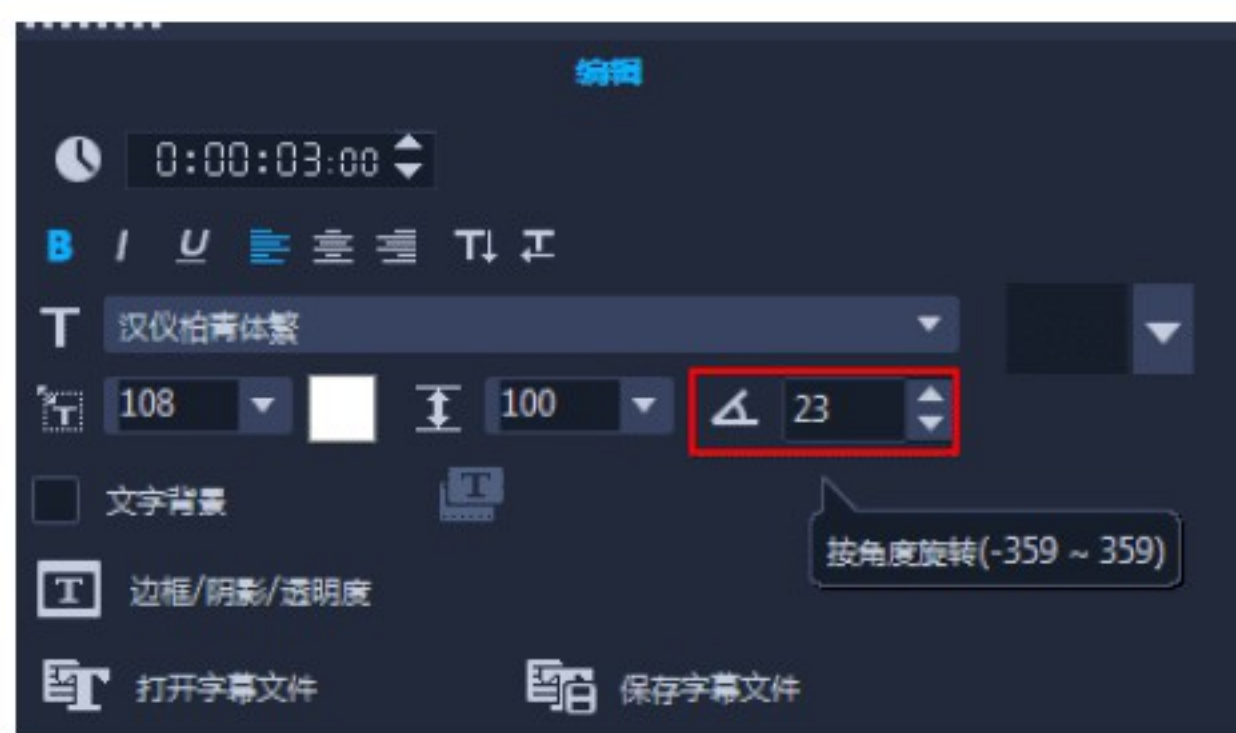 编辑
0:00:03:00
B I U T T
T 汉仪柏青体繁
T 108 100 23
文字背景 T
按角度旋转(-359 ~ 359)
T 边框/阴影/透明度
打开字幕文件 保存字幕文件